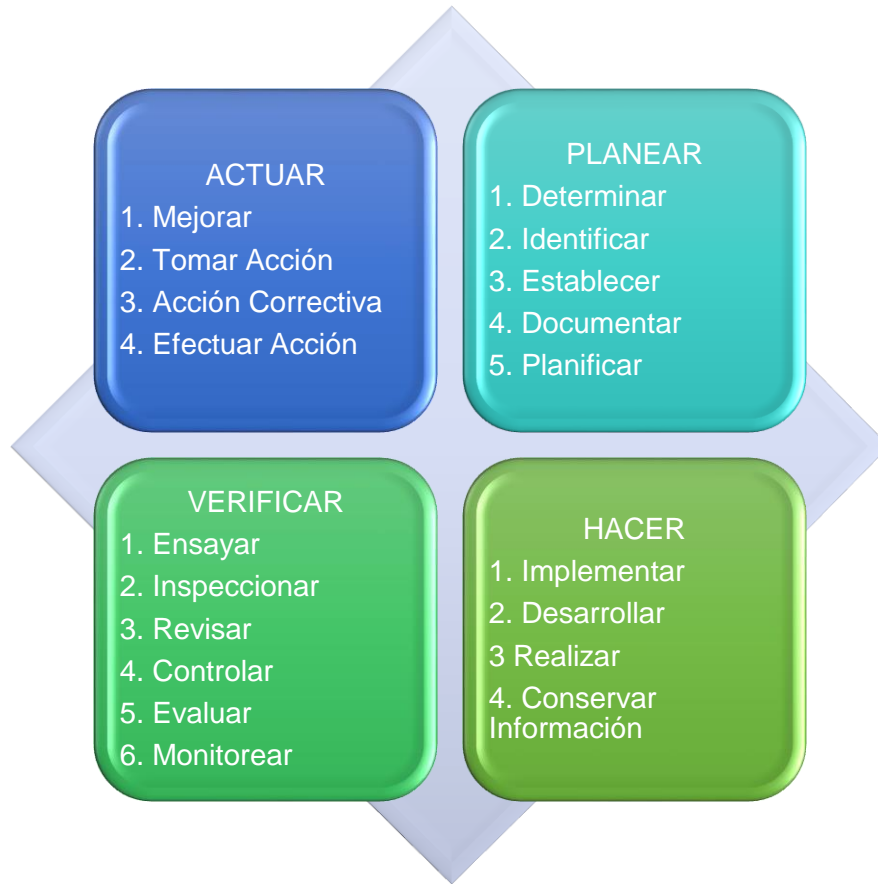 ACTUAR
1. Mejorar
2. Tomar Acción
3. Acción Correctiva
4. Efectuar Acción
PLANEAR
1. Determinar
2. Identificar
3. Establecer
4. Documentar
5. Planificar
VERIFICAR
1. Ensayar
2. Inspeccionar
3. Revisar
4. Controlar
5. Evaluar
6. Monitorear
HACER
1. Implementar
2. Desarrollar
3 Realizar
4. Conservar
Información